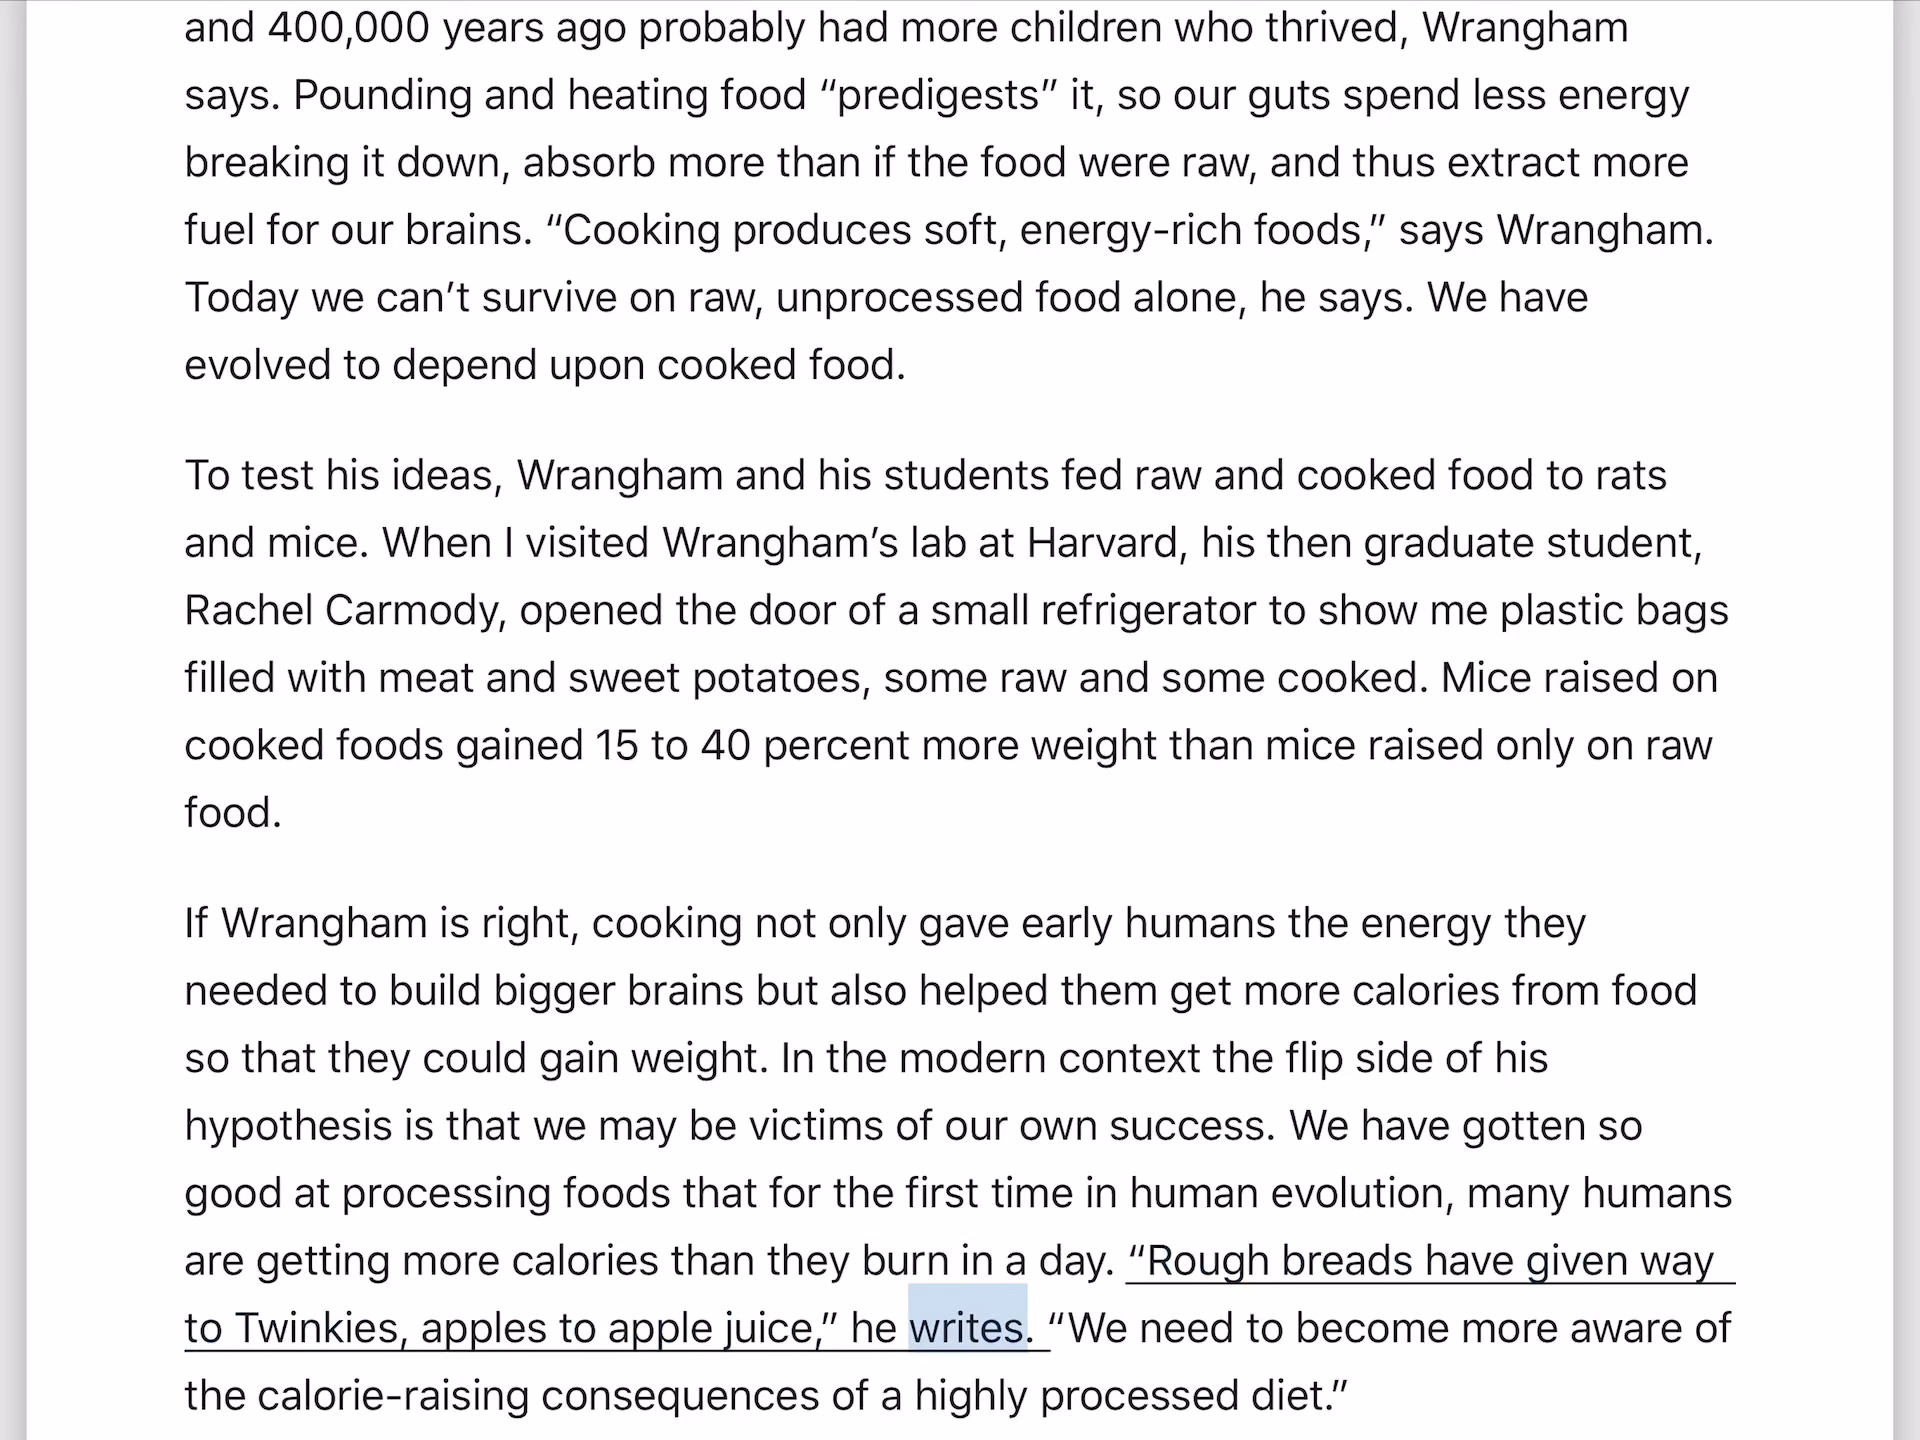 and 400,000 years ago probably had more children who thrived, Wrangham
says. Pounding and heating food “predigests” it, so our guts spend less energy
breaking it down, absorb more than if the food were raw, and thus extract more
fuel for our brains. “Cooking produces soft, energy-rich foods,” says Wrangham.
Today we can’t survive on raw, unprocessed food alone, he says. We have
evolved to depend upon cooked food.
To test his ideas, Wrangham and his students fed raw and cooked food to rats
and mice. When I visited Wrangham’s lab at Harvard, his then graduate student,
Rachel Carmody, opened the door of a small refrigerator to show me plastic bags
filled with meat and sweet potatoes, some raw and some cooked. Mice raised on
cooked foods gained 15 to 40 percent more weight than mice raised only on raw
food.
If Wrangham is right, cooking not only gave early humans the energy they
needed to build bigger brains but also helped them get more calories from food
so that they could gain weight. In the modern context the flip side of his
hypothesis is that we may be victims of our own success. We have gotten so
good at processing foods that for the first time in human evolution, many humans
are getting more calories than they burn in a day. “Rough breads have given way
to Twinkies, apples to apple juice,” he writes. “We need to become more aware of
the calorie-raising consequences of a highly processed diet.”